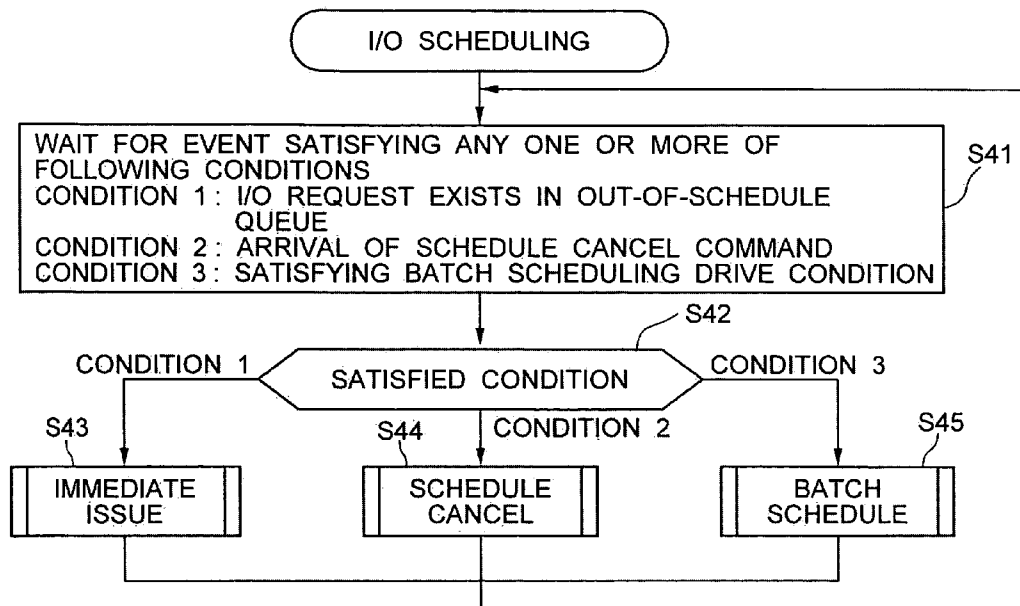 I/O SCHEDULING
WAIT FOR EVENT SATISFYING ANY ONE OR MORE OF
FOLLOWING CONDITIONS
CONDITION 1: I/O REQUEST EXISTS IN OUT-OF-SCHEDULE
QUEUE
CONDITION 2: ARRIVAL OF SCHEDULE CANCEL COMMAND
CONDITION 3: SATISFYING BATCH SCHEDULING DRIVE CONDITION
S41
S42
CONDITION 1
SATISFIED CONDITION
CONDITION 3
CONDITION 2
S43
S44
S45
IMMEDIATE
ISSUE
SCHEDULE
CANCEL
BATCH
SCHEDULE